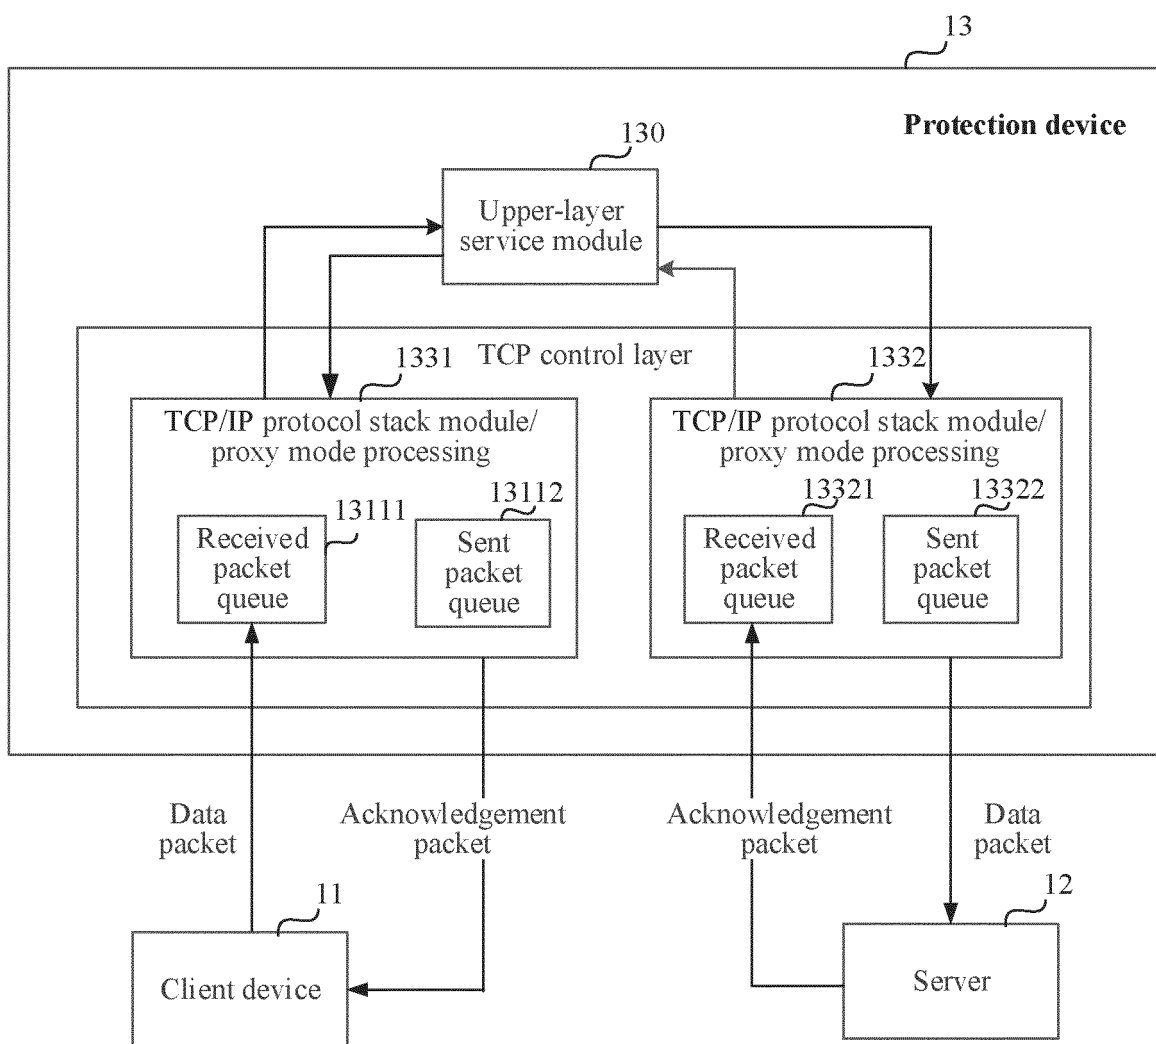 13
Protection device
130
Upper-layer
service module
TCP control layer
1331
1332
TCP/IP protocol stack module/
proxy mode processing
TCP/IP protocol stack module/
proxy mode processing
13111
13112
13321
13322
Received
packet
queue
Sent
packet
queue
Received
packet
queue
Sent
packet
queue
Data
packet
Acknowledgement
packet
Acknowledgement
packet
Data
packet
11
12
Client device
Server